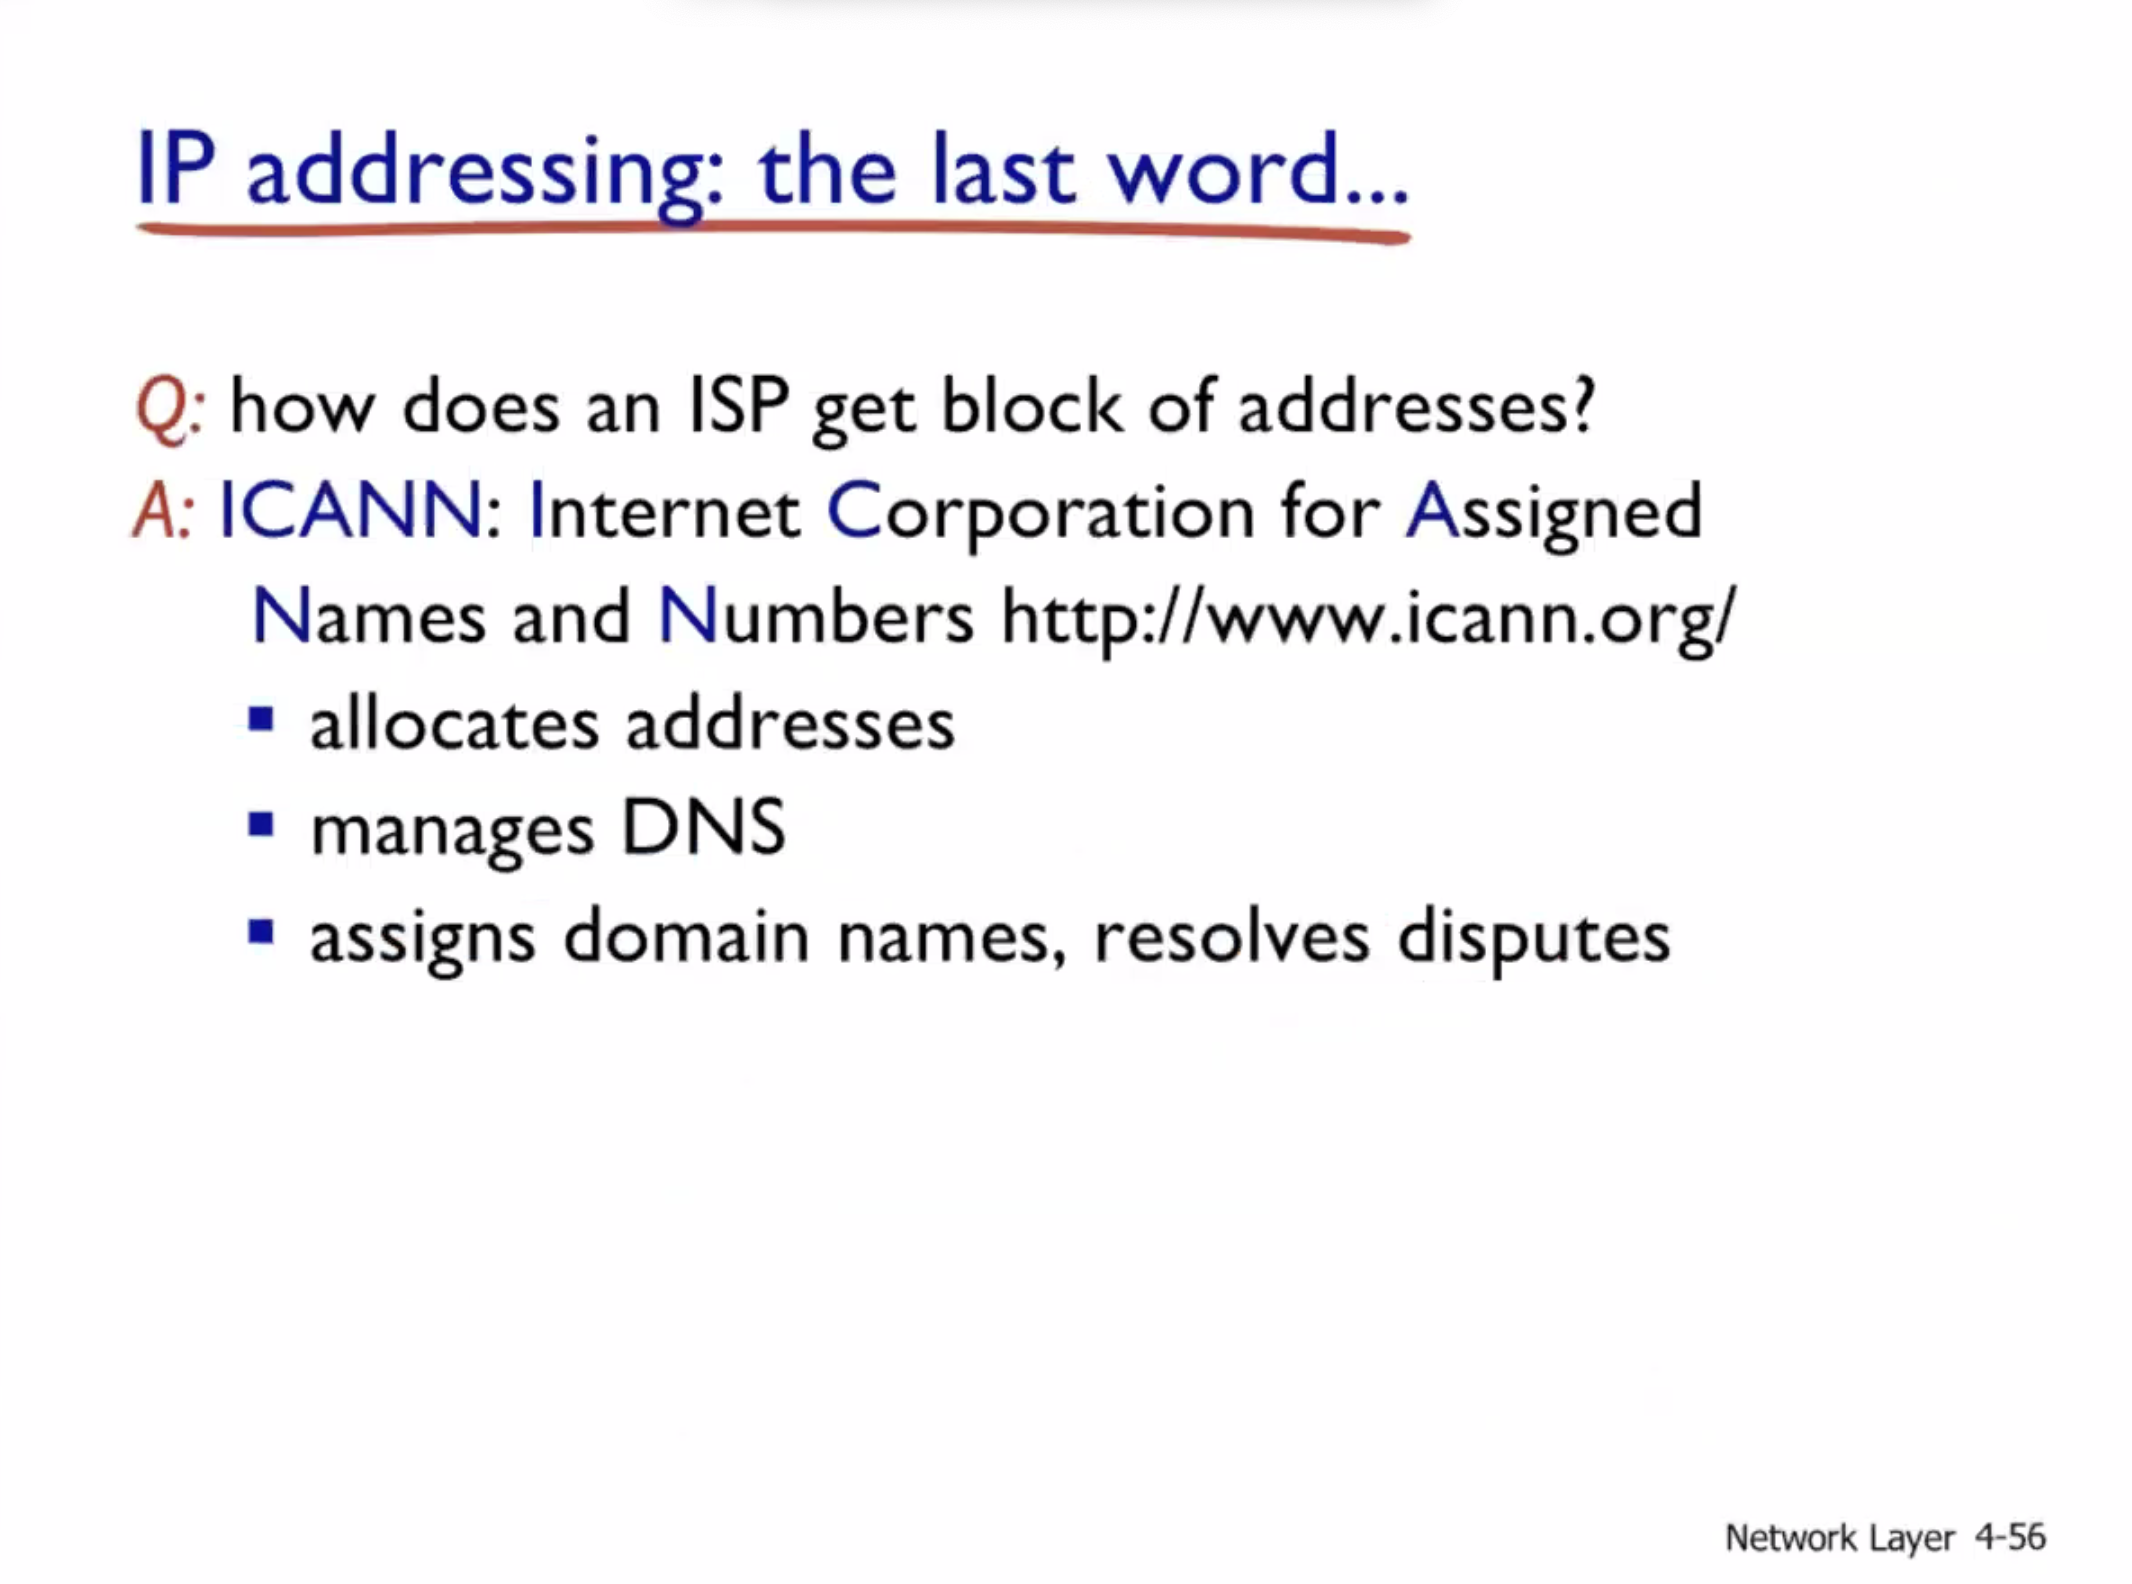 IP addressing: the last word...
Q: how does an ISP get block of addresses?
A: ICANN: Internet Corporation for Assigned
Names and Numbers http://www.icann.org/
▪ allocates addresses
▪ manages DNS
▪ assigns domain names, resolves disputes
Network Layer 4-56